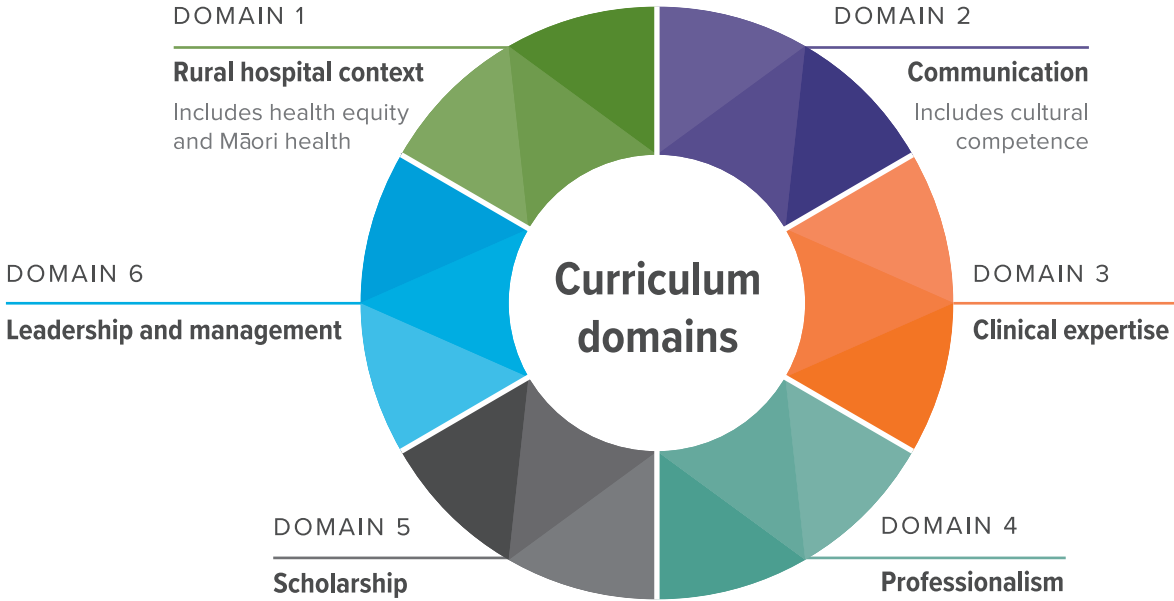 DOMAIN 1
Rural hospital context
Includes health equity
and Māori health
DOMAIN 2
Communication
Includes cultural
competence
DOMAIN 3
Clinical expertise
DOMAIN 4
Professionalism
DOMAIN 5
Scholarship
DOMAIN 6
Leadership and management
Curriculum
domains